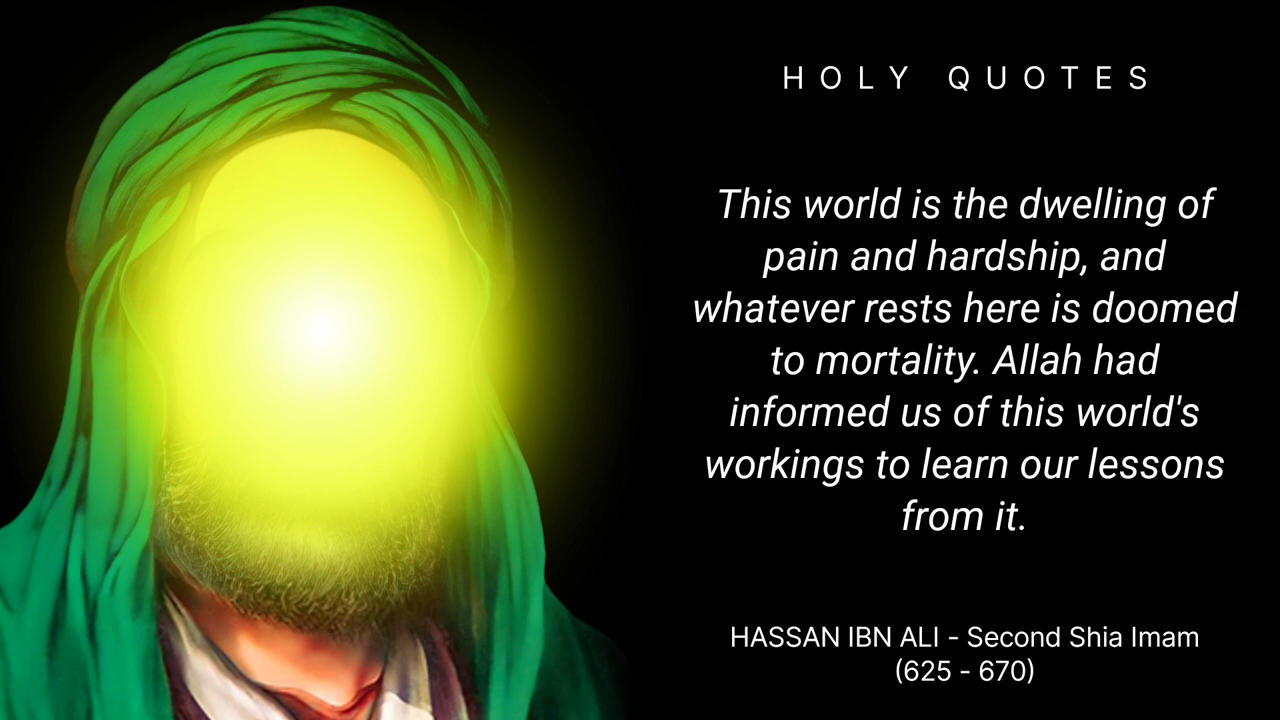 HOLY QUOTES
This world is the dwelling of
pain and hardship, and
whatever rests here is doomed
to mortality. Allah had
informed us of this world's
workings to learn our lessons
from it.
HASSAN IBN ALI - Second Shia Imam
(625 - 670)